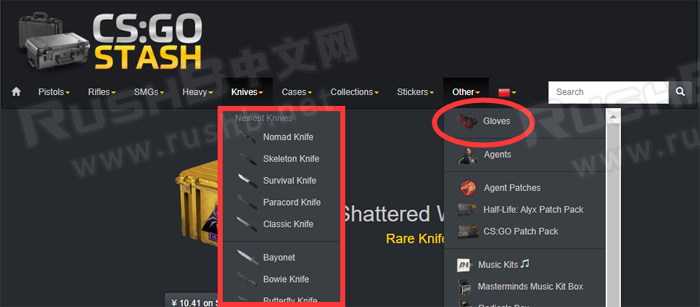 CS:GO
STASH
RUSHB中文网
www.rushb.net
Pistols Rifles SMGs Heavy Knives Cases Collections Stickers Other Search
Newest Knives
Nomad Knife
Skeleton Knife
Survival Knife
Paracord Knife
Classic Knife
Bayonet
Bowie Knife
Butterfly Knife
Shattered W
Rare Knife
¥ 10.41 on S
Gloves
Agents
Agent Patches
Half-Life: Alyx Patch Pack
CS:GO Patch Pack
Music Kits
Masterminds Music Kit Box
Radicals Box